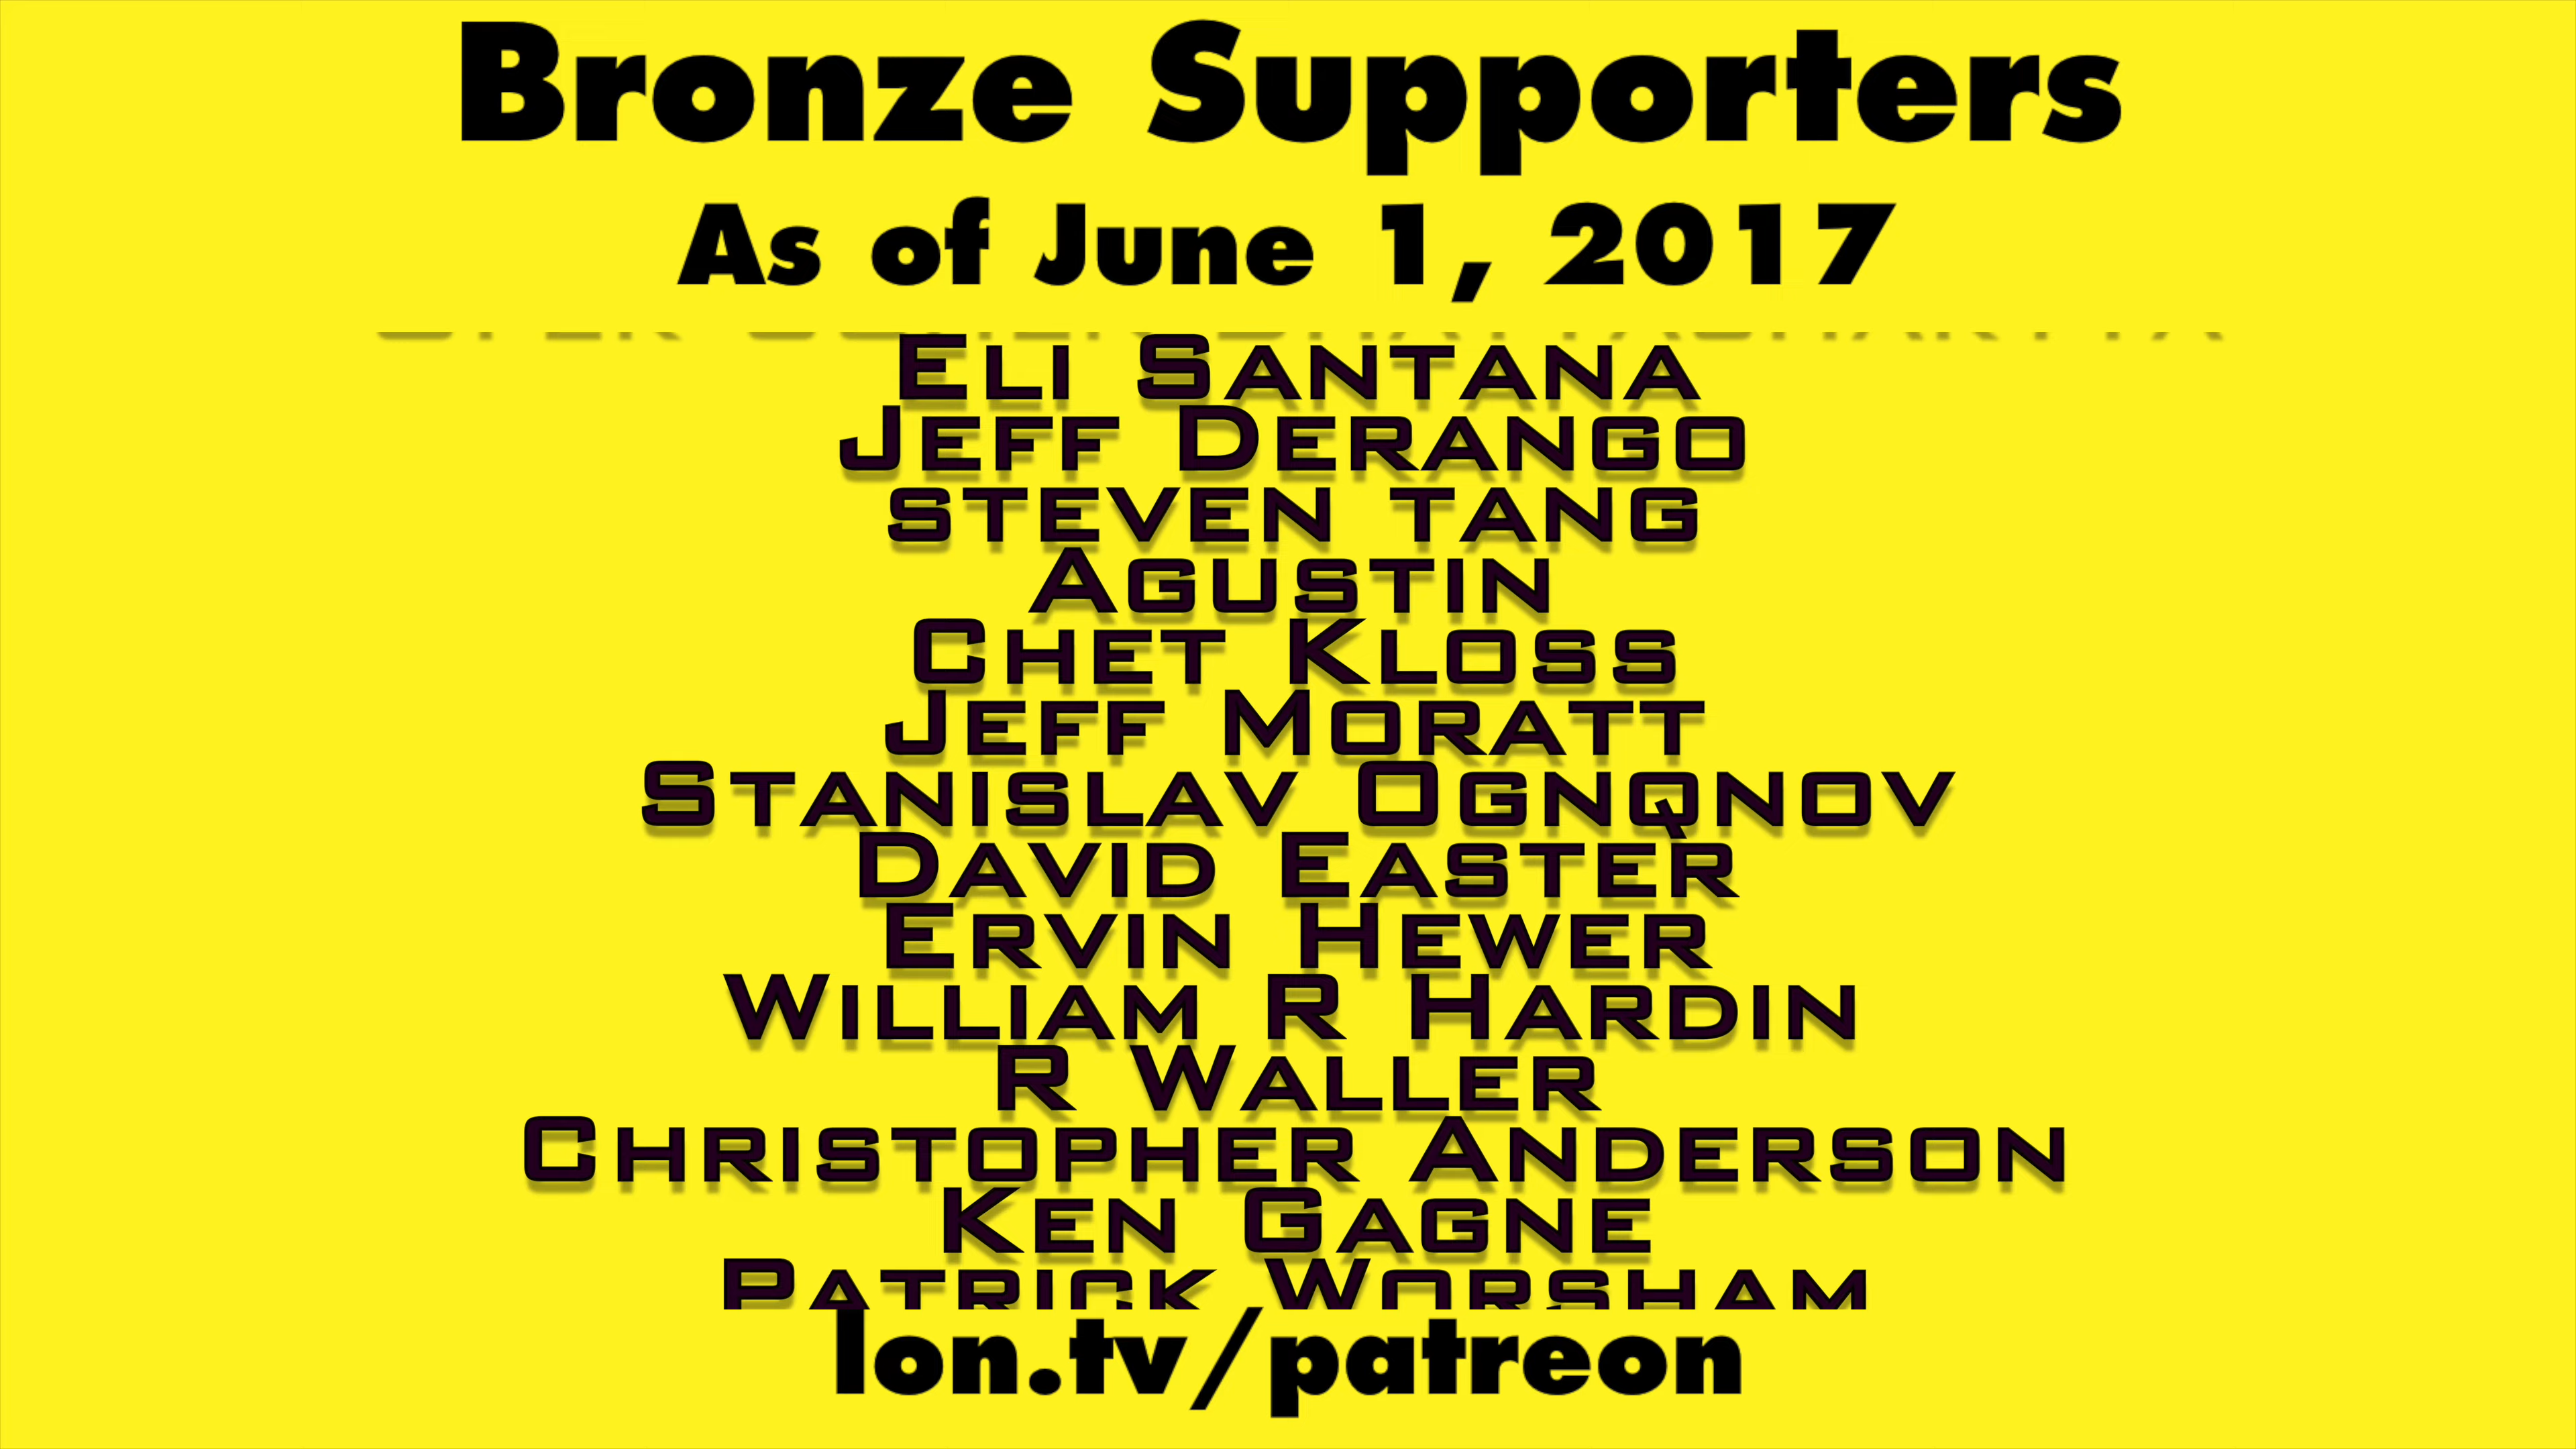 Bronze Supporters
As of June 1, 2017
Eli Santana
Jeff Derango
steven tang
Agustin
Chet Kloss
Jeff Moratt
Stanislav Ognqnov
David Easter
Ervin Hewer
William R Hardin
R Waller
Christopher Anderson
Ken Gagne
Patrick Worsham
lon.tv/patreon